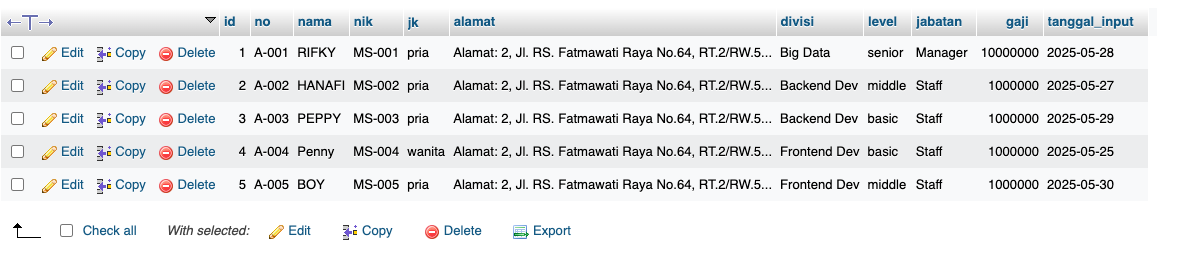 id no nama nik jk alamat divisi level jabatan gaji tanggal_input
Edit Copy Delete 1 A-001 RIFKY MS-001 pria Alamat: 2, Jl. RS. Fatmawati Raya No.64, RT.2/RW.5... Big Data senior Manager 10000000 2025-05-28
Edit Copy Delete 2 A-002 HANAFI MS-002 pria Alamat: 2, Jl. RS. Fatmawati Raya No.64, RT.2/RW.5... Backend Dev middle Staff 1000000 2025-05-27
Edit Copy Delete 3 A-003 PEPPY MS-003 pria Alamat: 2, Jl. RS. Fatmawati Raya No.64, RT.2/RW.5... Backend Dev basic Staff 1000000 2025-05-29
Edit Copy Delete 4 A-004 Penny MS-004 wanita Alamat: 2, Jl. RS. Fatmawati Raya No.64, RT.2/RW.5... Frontend Dev basic Staff 1000000 2025-05-25
Edit Copy Delete 5 A-005 BOY MS-005 pria Alamat: 2, Jl. RS. Fatmawati Raya No.64, RT.2/RW.5... Frontend Dev middle Staff 1000000 2025-05-30
Check all With selected: Edit Copy Delete Export